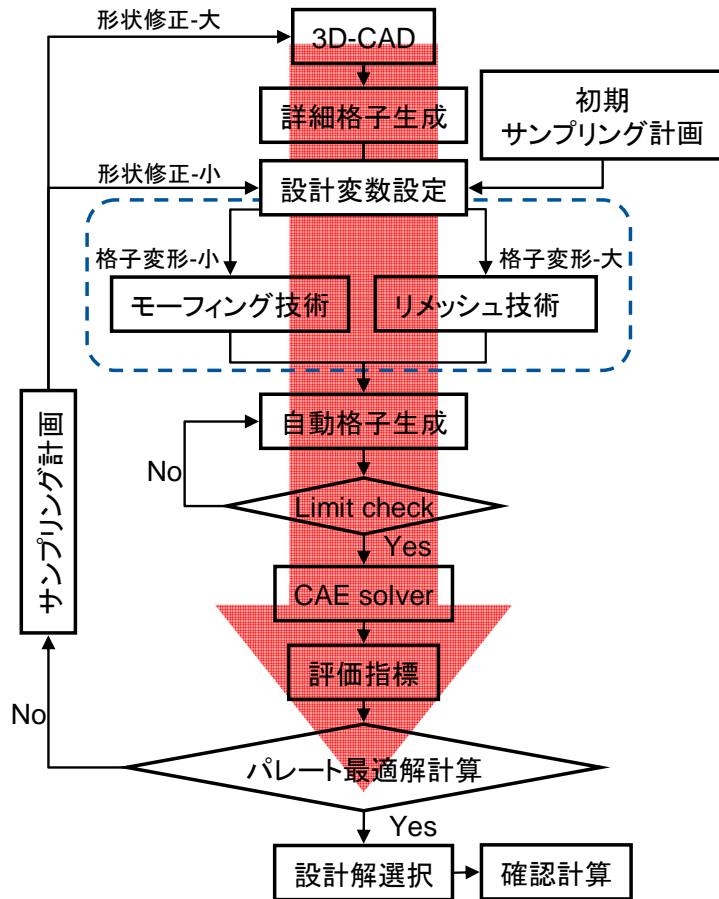 形状修正-大
3D-CAD
詳細格子生成
初期
サンプリング計画
形状修正-小
設計変数設定
格子変形-小
格子変形-大
モーフィング技術
リメッシュ技術
自動格子生成
No
Limit check
Yes
サンプリング計画
CAE solver
評価指標
No
パレート最適解計算
Yes
設計解選択
確認計算